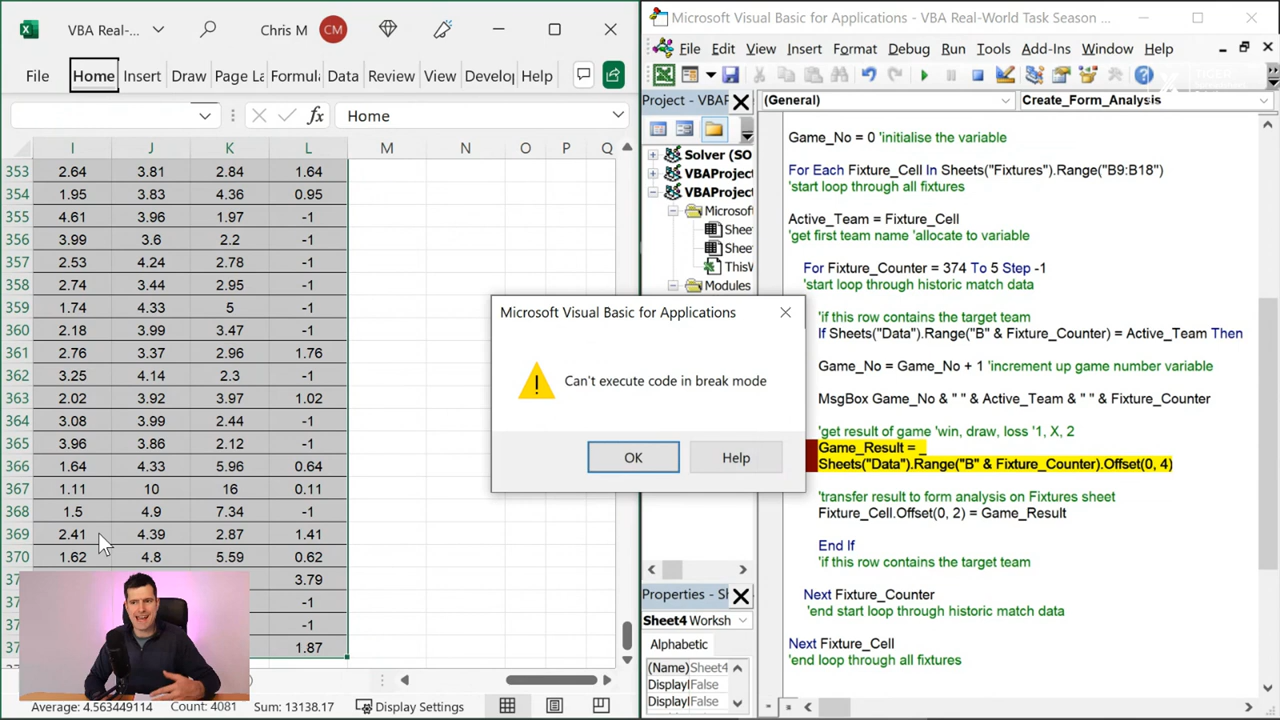 VBA Real-...
Chris M
CM
File
Home
Insert
Draw
Page La
Formula
Data
Review
View
Develo
Help
fx
Home
I J K L M N O P Q
353 2.64 3.81 2.84 1.64
354 1.95 3.83 4.36 0.95
355 4.61 3.96 1.97 -1
356 3.99 3.6 2.2 -1
357 2.53 4.24 2.78 -1
358 2.74 3.44 2.95 -1
359 1.74 4.33 5 -1
360 2.18 3.99 3.47 -1
361 2.76 3.37 2.96 1.76
362 3.25 4.14 2.3 -1
363 2.02 3.92 3.97 1.02
364 3.08 3.99 2.44 -1
365 3.96 3.86 2.12 -1
366 1.64 4.33 5.96 0.64
367 1.11 10 16 0.11
368 1.5 4.9 7.34 -1
369 2.41 4.39 2.87 1.41
370 1.62 4.8 5.59 0.62
3.79
-1
-1
1.87
Average: 4.563449114 Count: 4081 Sum: 13138.17 Display Settings
Microsoft Visual Basic for Applications - VBA Real-World Task Season ...
File Edit View Insert Format Debug Run Tools Add-Ins Window Help
Project - VBAP
(General)
Create_Form_Analysis
Solver (SO
VBAProjec
VBAProjec
Microsof
Shee
Shee
ThisW
Modules
Properties - Sh
Sheet4 Worksh
Alphabetic
(Name) Sheet4
DisplayI False
DisplayI False
Game_No = 0 'initialise the variable
For Each Fixture_Cell In Sheets("Fixtures").Range("B9:B18")
'start loop through all fixtures
Active_Team = Fixture_Cell
'get first team name 'allocate to variable
For Fixture_Counter = 374 To 5 Step -1
'start loop through historic match data
'if this row contains the target team
If Sheets("Data").Range("B" & Fixture_Counter) = Active_Team Then
Game_No = Game_No + 1 'increment up game number variable
MsgBox Game_No & " " & Active_Team & " " & Fixture_Counter
'get result of game 'win, draw, loss '1, X, 2
Game_Result = _
Sheets("Data").Range("B" & Fixture_Counter).Offset(0, 4)
'transfer result to form analysis on Fixtures sheet
Fixture_Cell.Offset(0, 2) = Game_Result
End If
'if this row contains the target team
Next Fixture_Counter
'end start loop through historic match data
Next Fixture_Cell
'end loop through all fixtures
Microsoft Visual Basic for Applications
Can't execute code in break mode
OK
Help